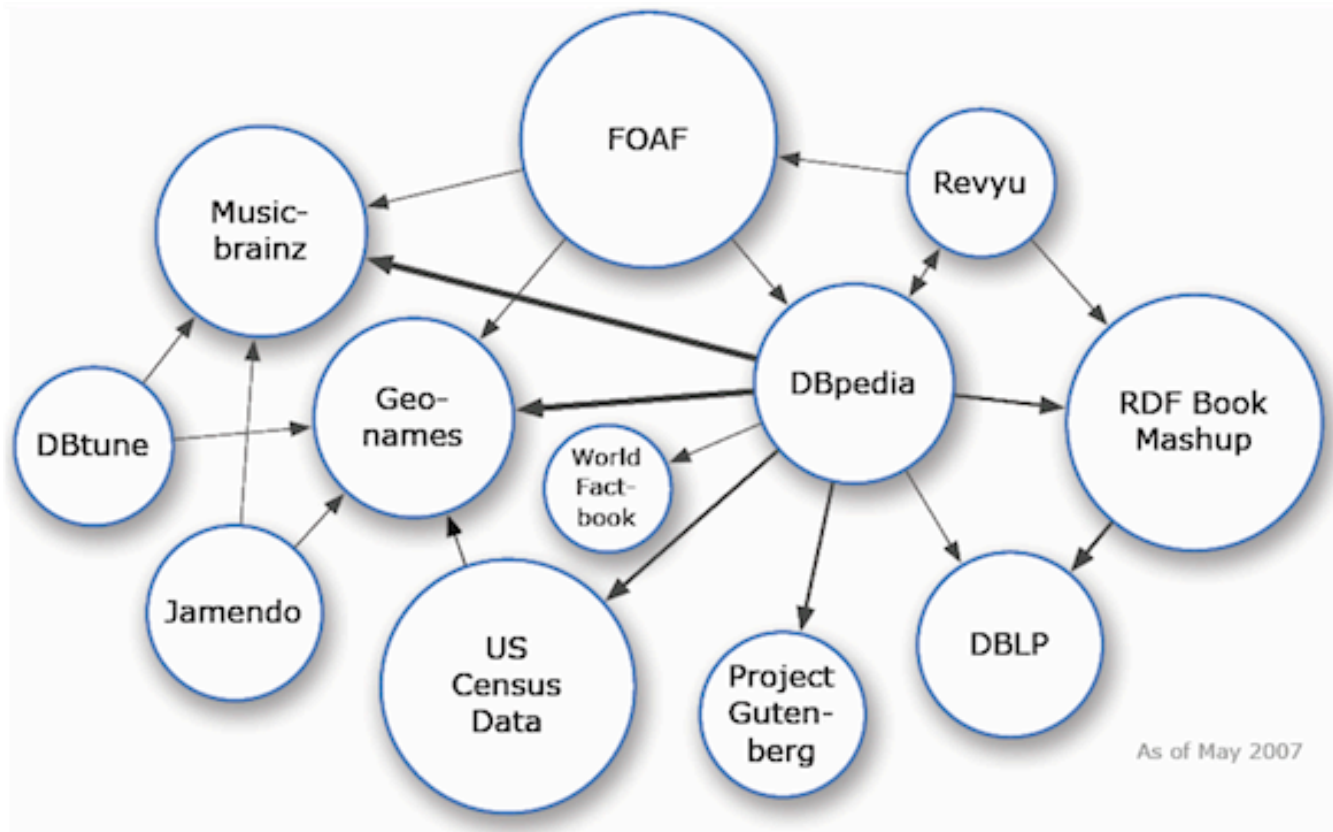 FOAF
Revyu
Music-
brainz
DBpedia
Geo-
names
RDF Book
Mashup
DBtune
World
Fact-
book
Jamendo
US
Census
Data
Project
Guten-
berg
DBLP
As of May 2007